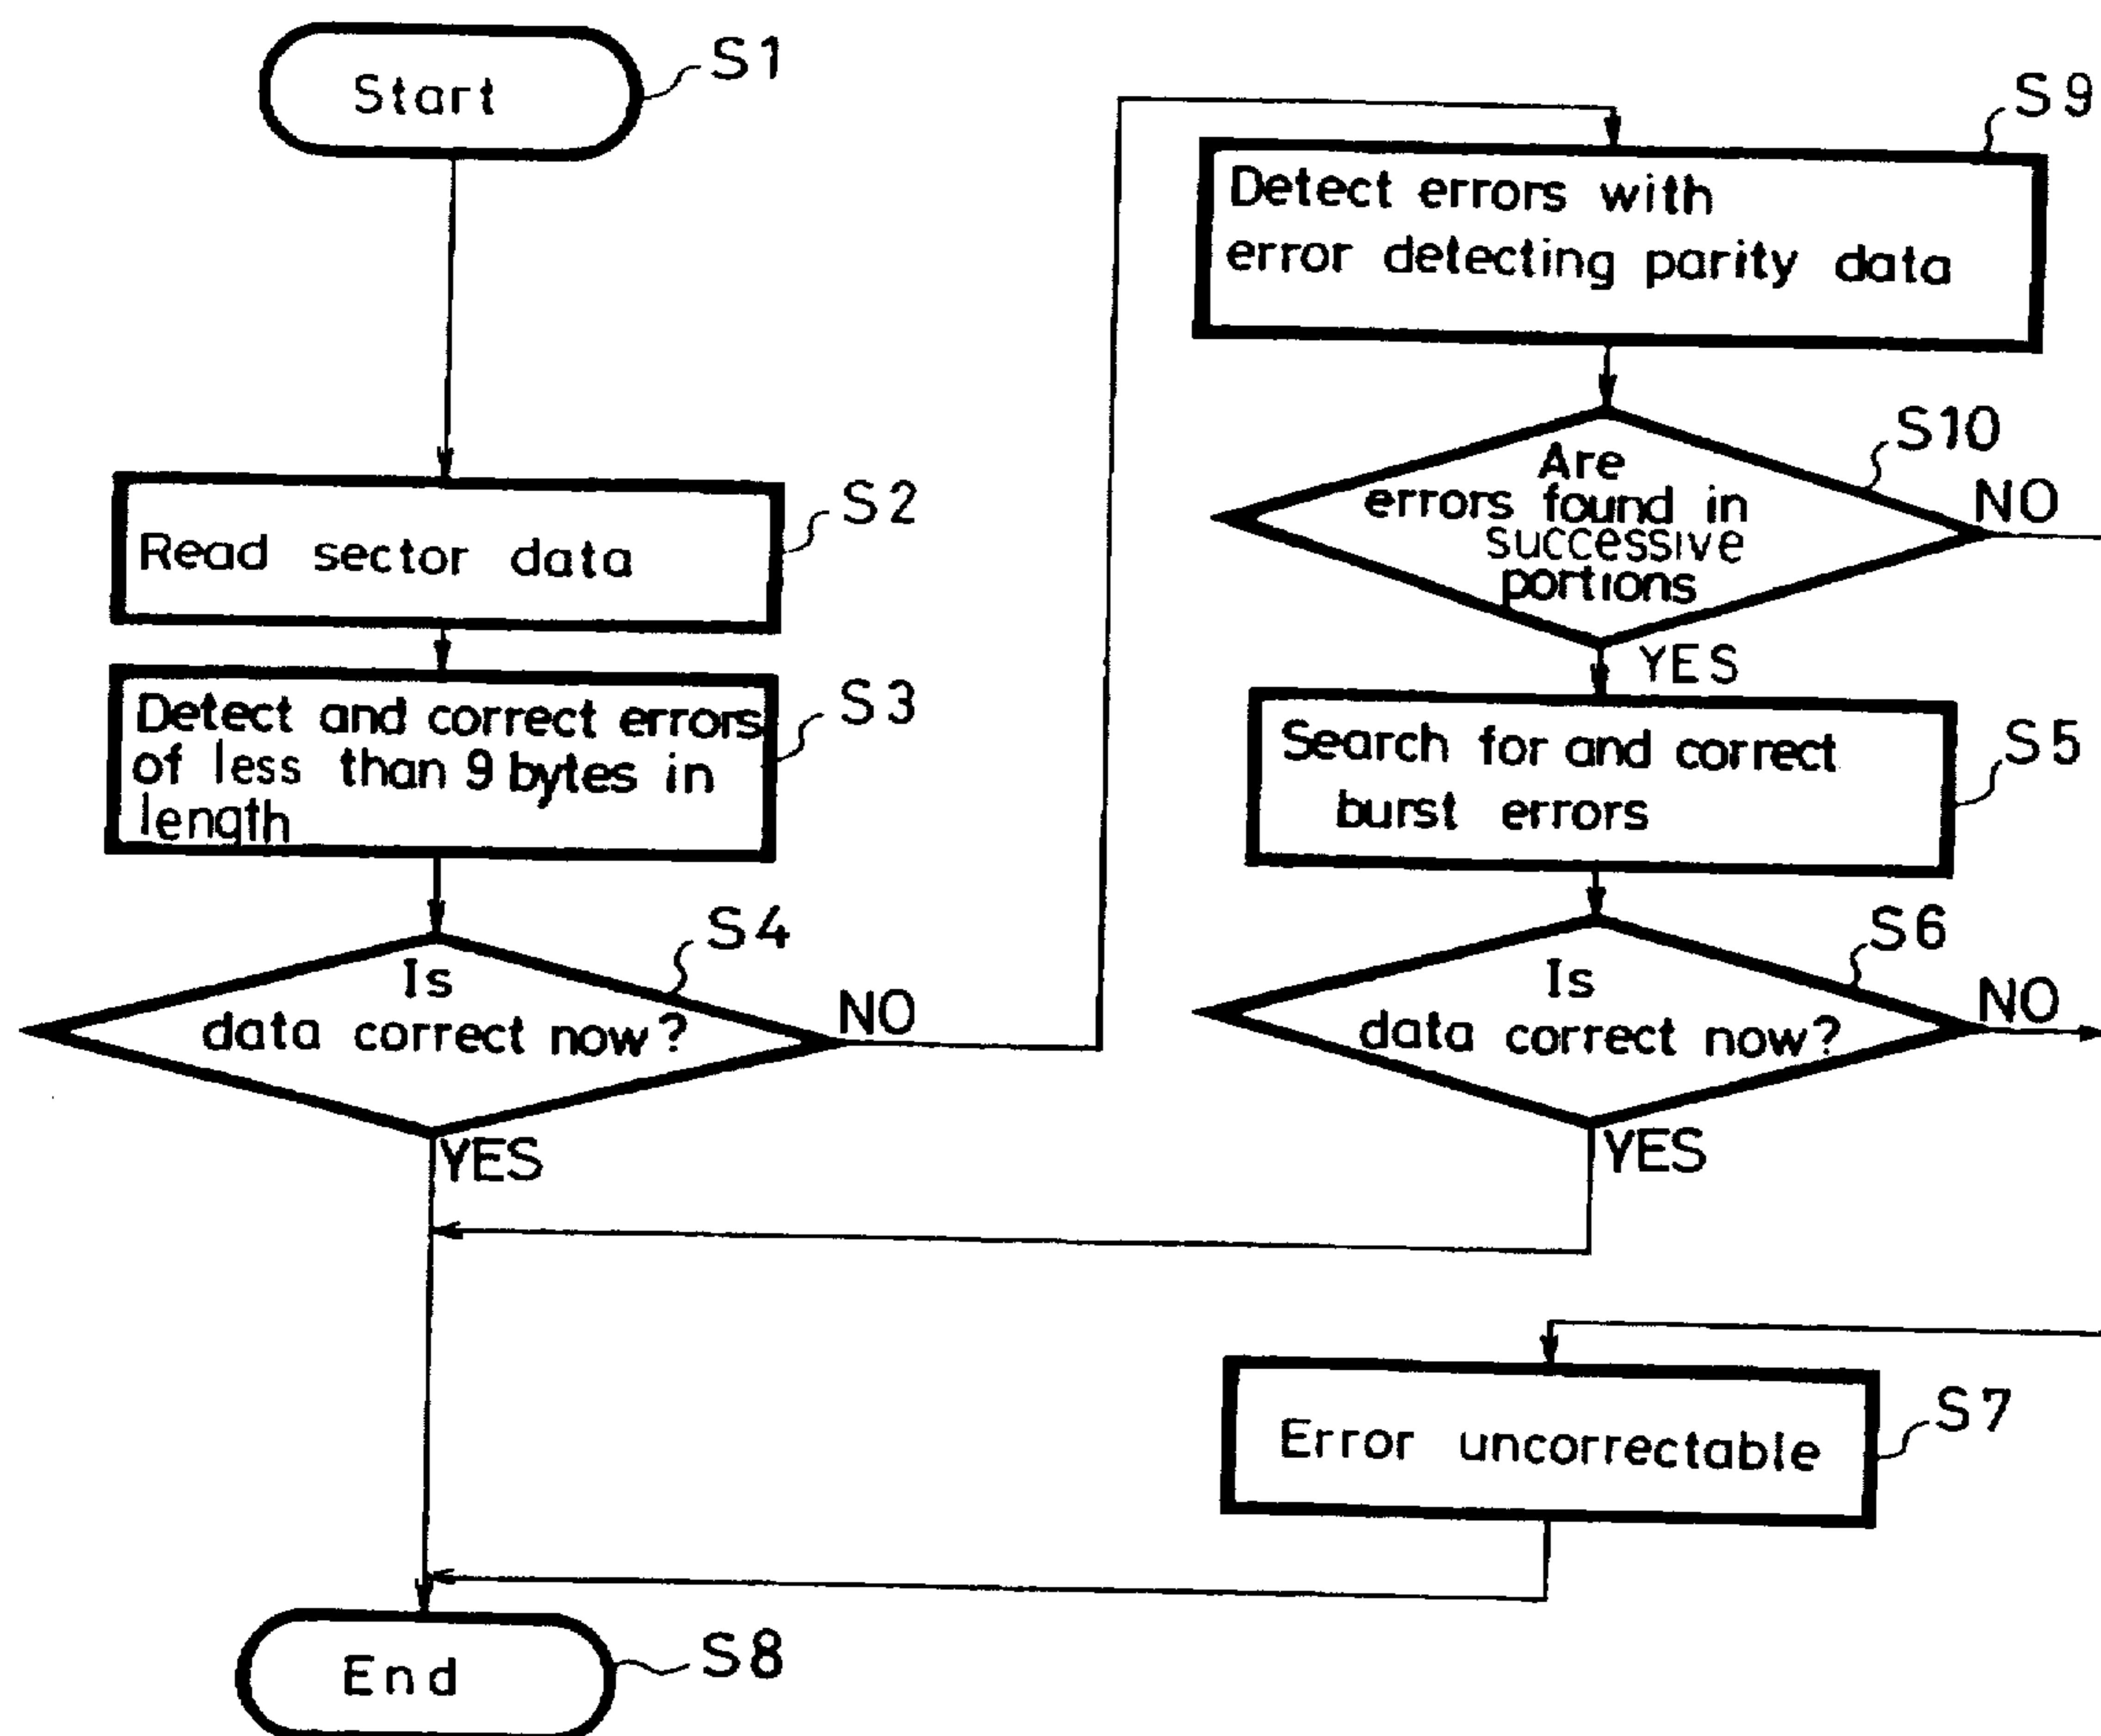 Start
S1
Read sector data
S2
Detect and correct errors
of less than 9 bytes in
length
S3
Is
data correct now?
S4
NO
YES
Detect errors with
error detecting parity data
S9
Are
errors found in
successive
portions
S10
NO
YES
Search for and correct
burst errors
S5
Is
data correct now?
S6
NO
YES
Error uncorrectable
S7
End
S8